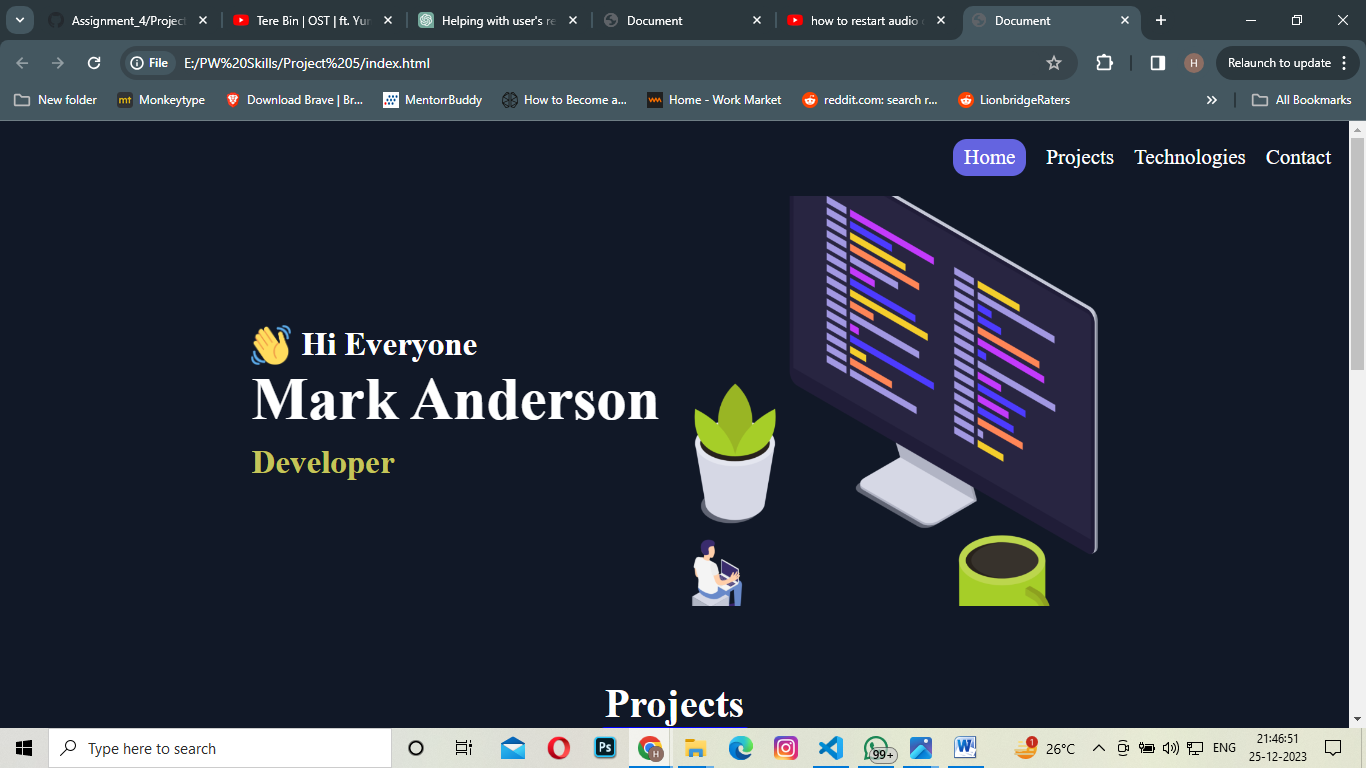 Assignment_4/Project
Tere Bin | OST | ft. Yur
Helping with user's re
Document
how to restart audio
Document
File
E:/PW%20Skills/Project%205/index.html
H
Relaunch to update
New folder
mt
Monkeytype
Download Brave | Br...
MentorrBuddy
How to Become a...
Home - Work Market
reddit.com: search r...
LionbridgeRaters
»
All Bookmarks
Home
Projects
Technologies
Contact
👋 Hi Everyone
Mark Anderson
Developer
Projects
Type here to search
Ps
H
99+
W
1
26°C
ENG
21:46:51
25-12-2023